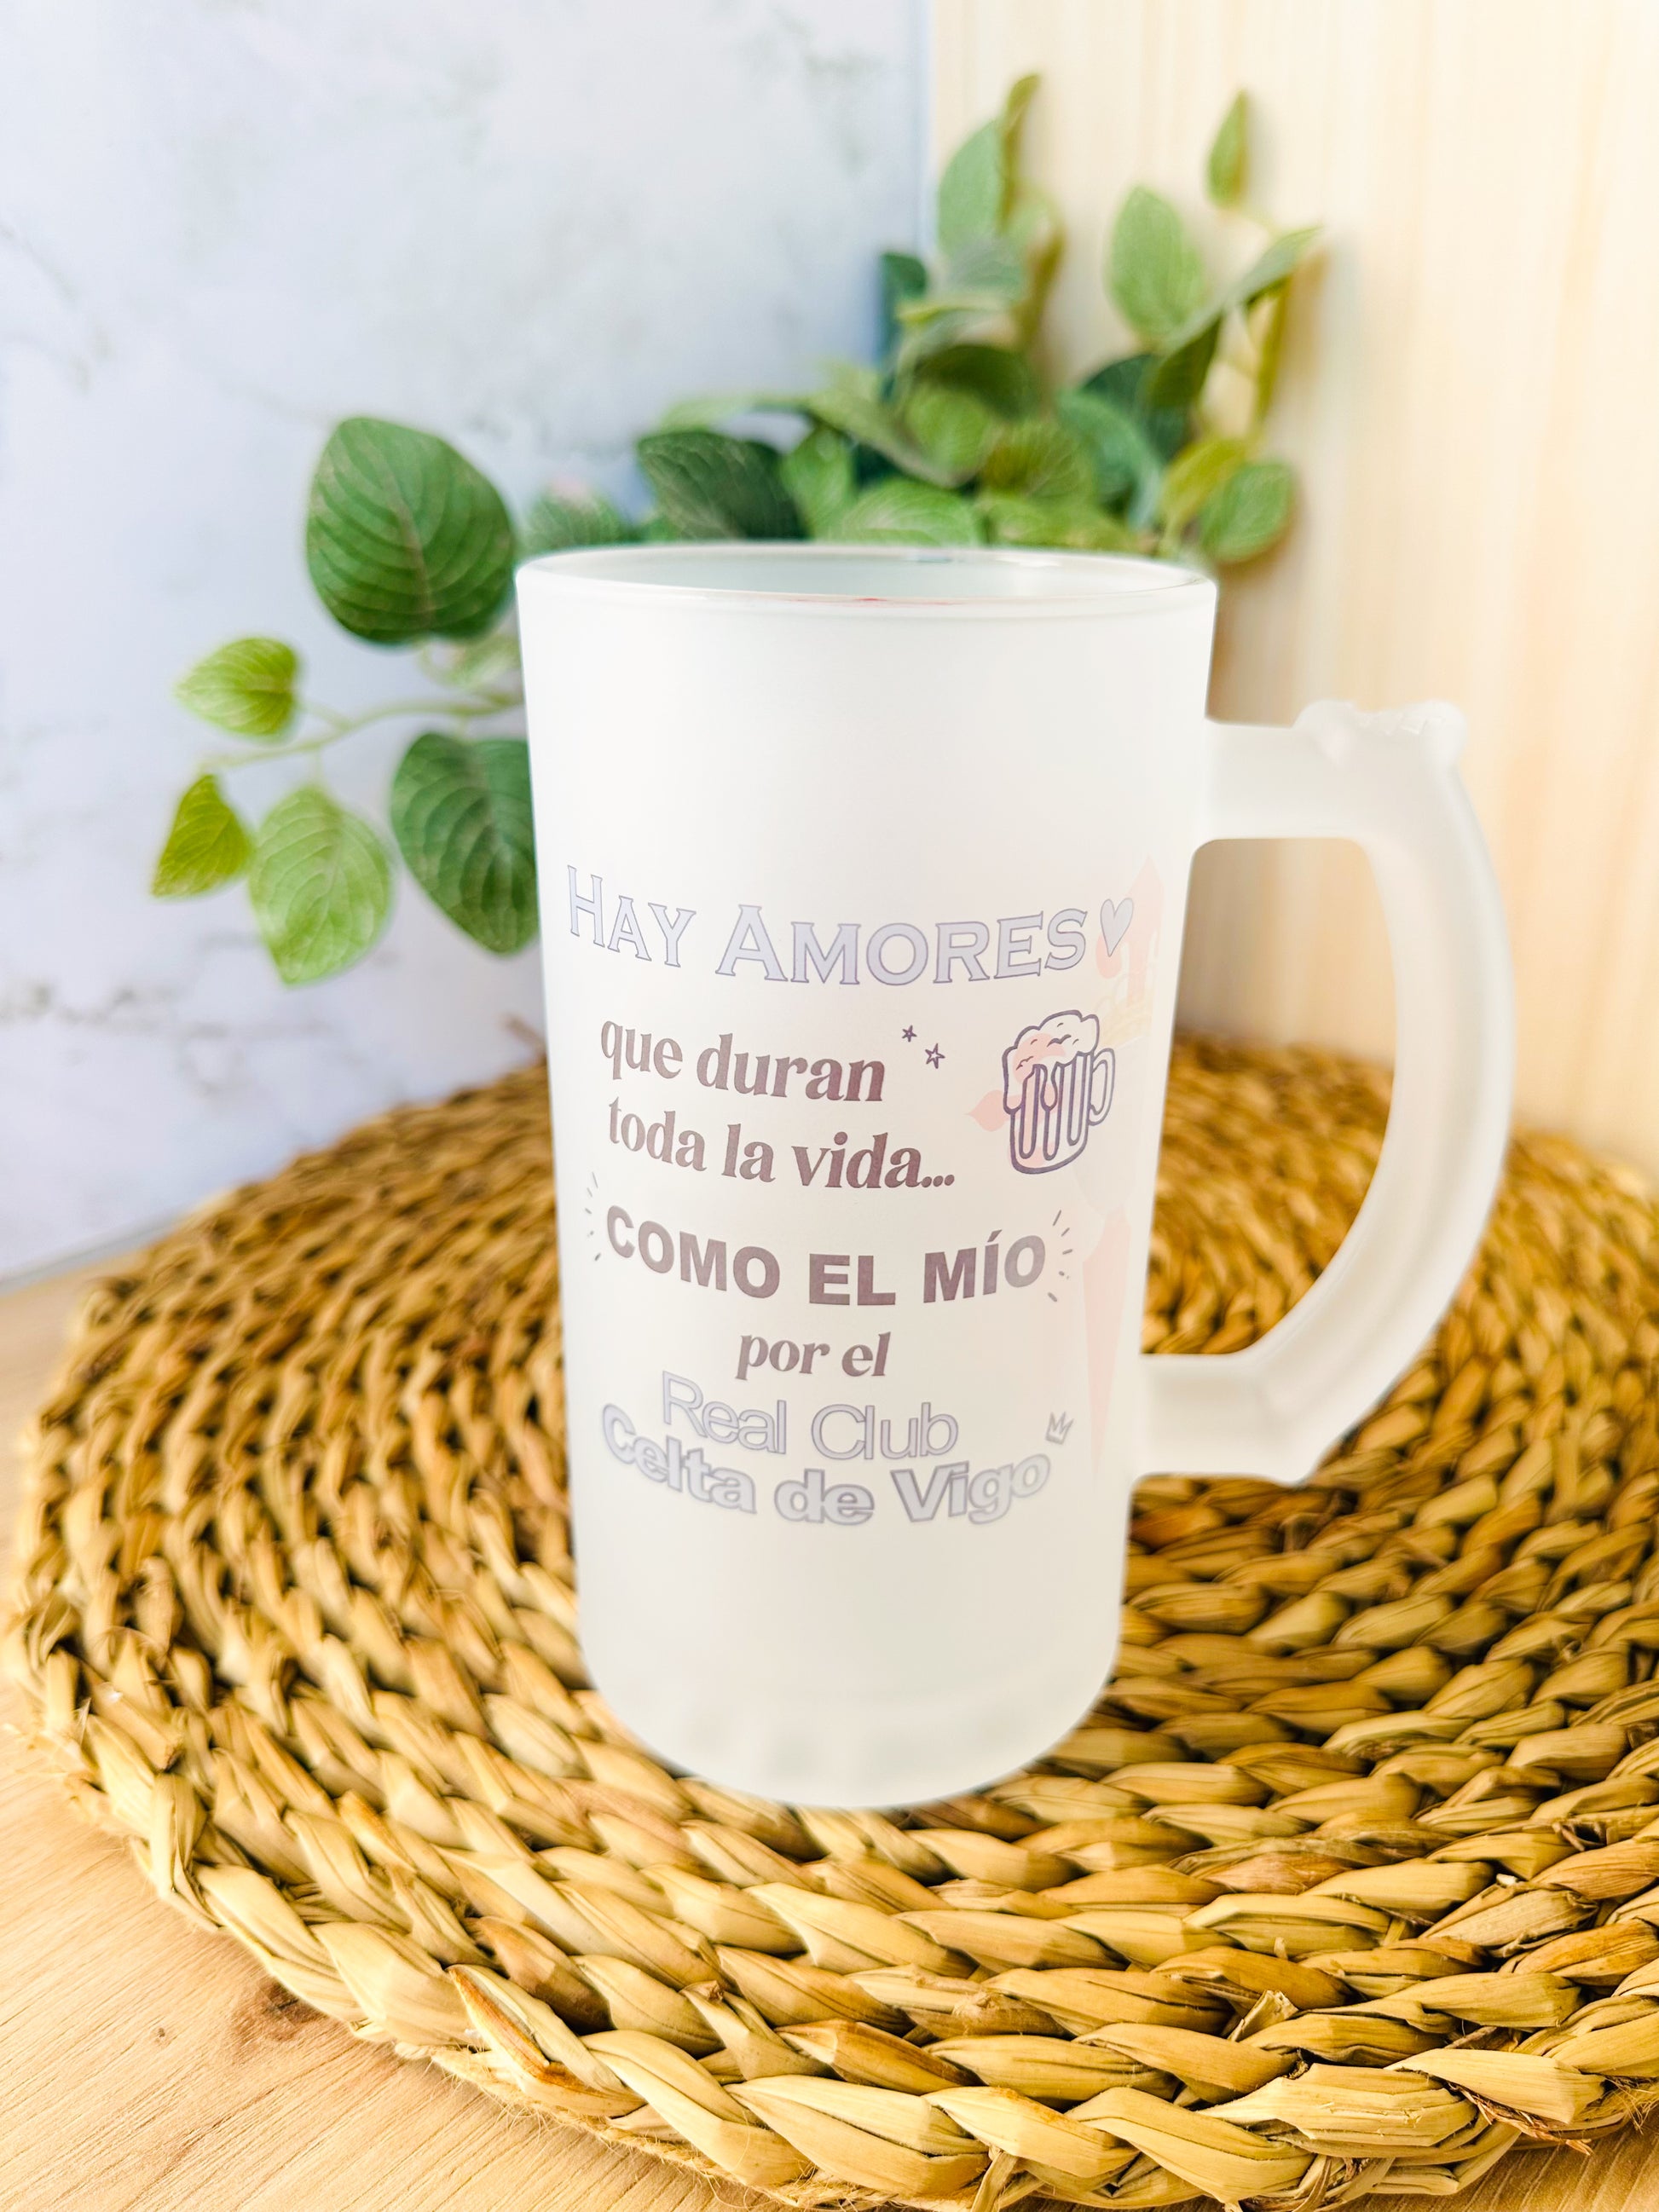 HAY AMORES
que duran
toda la vida...
COMO EL MÍO
por el
Real Club
Celta de Vigo